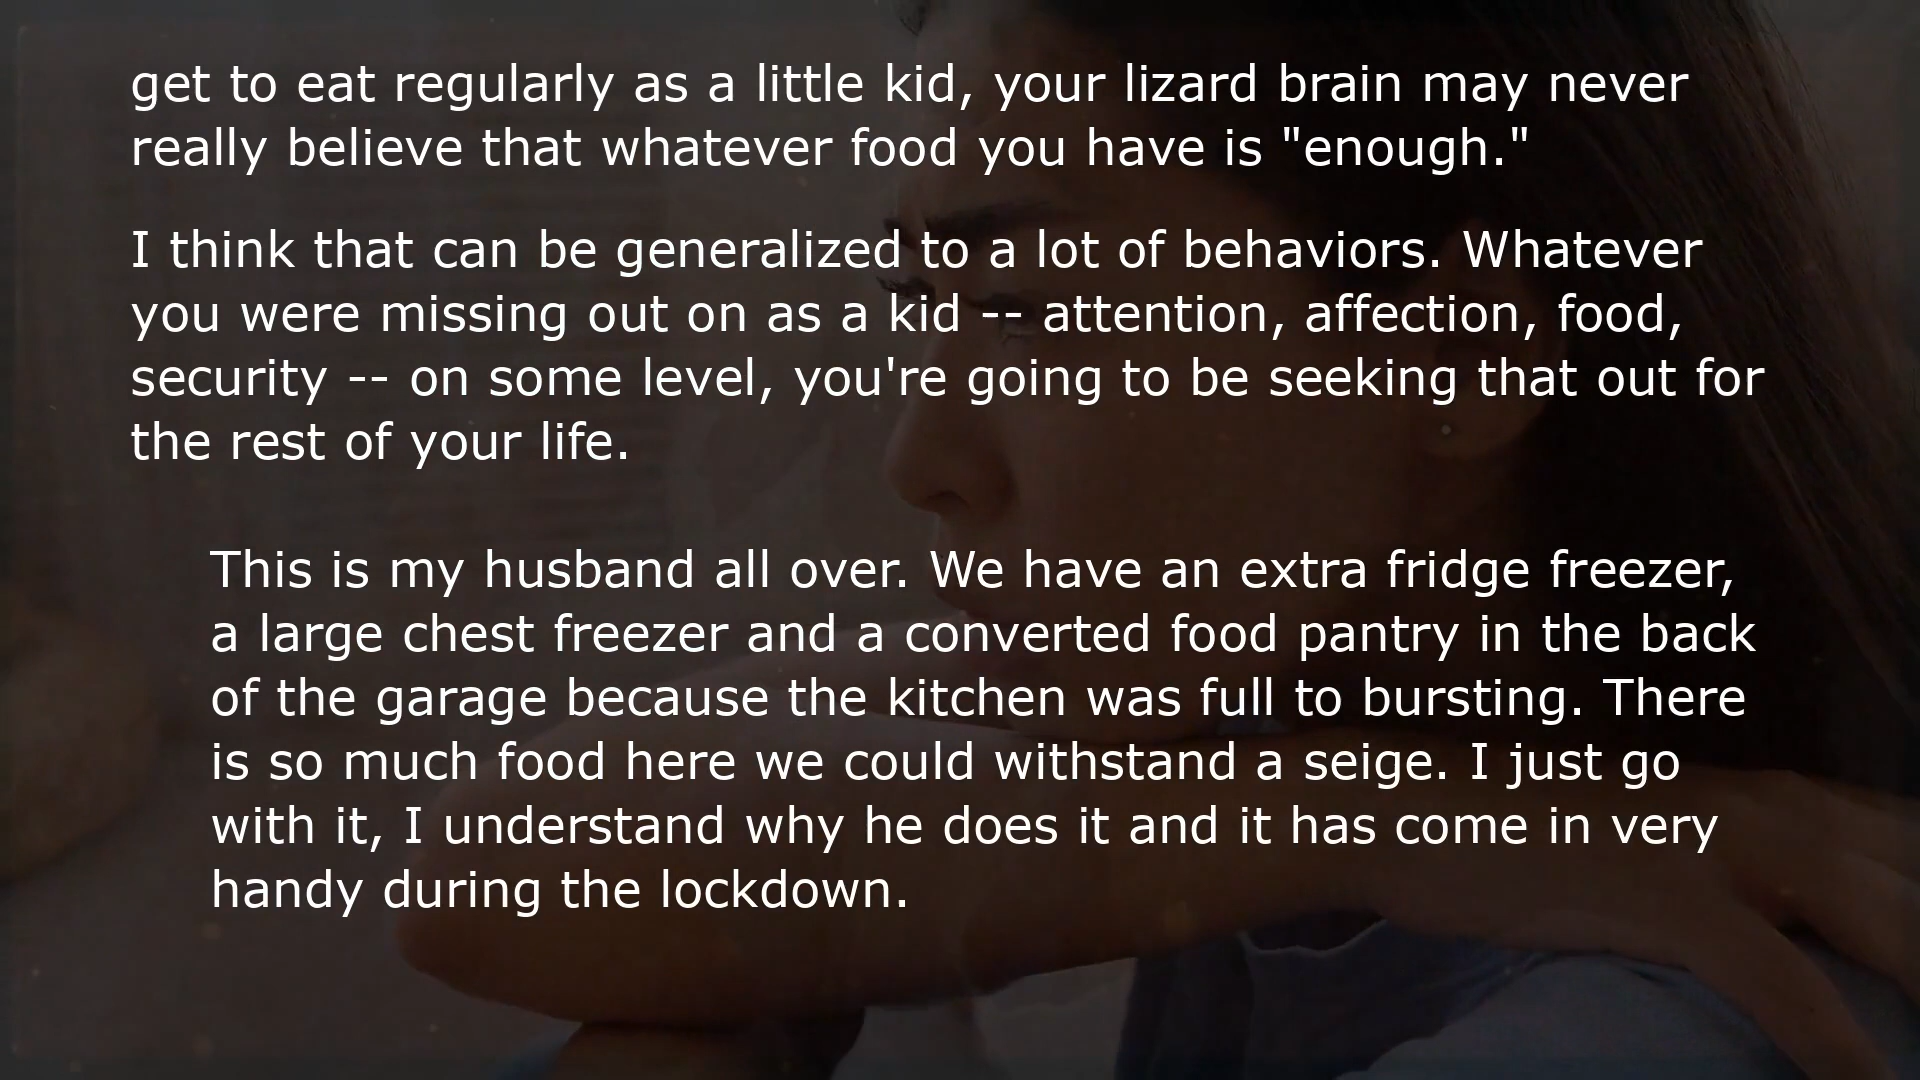 get to eat regularly as a little kid, your lizard brain may never
really believe that whatever food you have is "enough."
I think that can be generalized to a lot of behaviors. Whatever
you were missing out on as a kid -- attention, affection, food,
security -- on some level, you're going to be seeking that out for
the rest of your life.
This is my husband all over. We have an extra fridge freezer,
a large chest freezer and a converted food pantry in the back
of the garage because the kitchen was full to bursting. There
is so much food here we could withstand a seige. I just go
with it, I understand why he does it and it has come in very
handy during the lockdown.